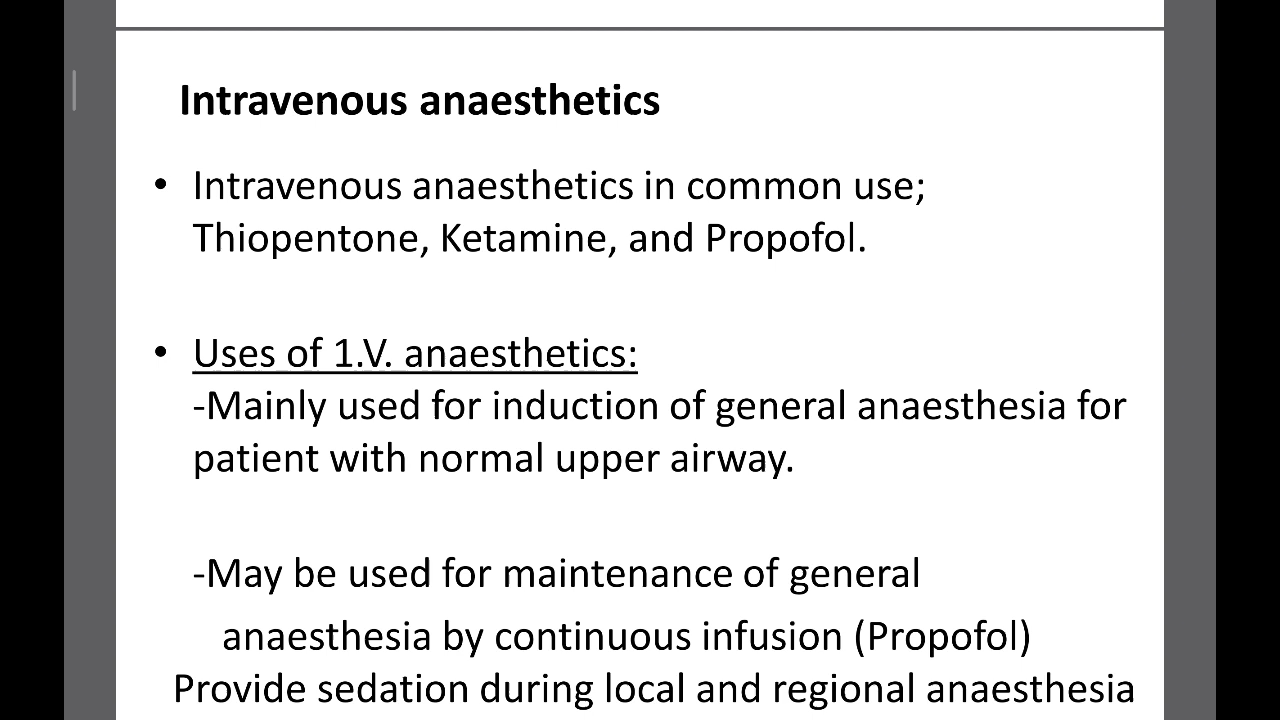 Intravenous anaesthetics
• Intravenous anaesthetics in common use;
Thiopentone, Ketamine, and Propofol.
• Uses of 1.V. anaesthetics:
-Mainly used for induction of general anaesthesia for
patient with normal upper airway.
-May be used for maintenance of general
anaesthesia by continuous infusion (Propofol)
Provide sedation during local and regional anaesthesia